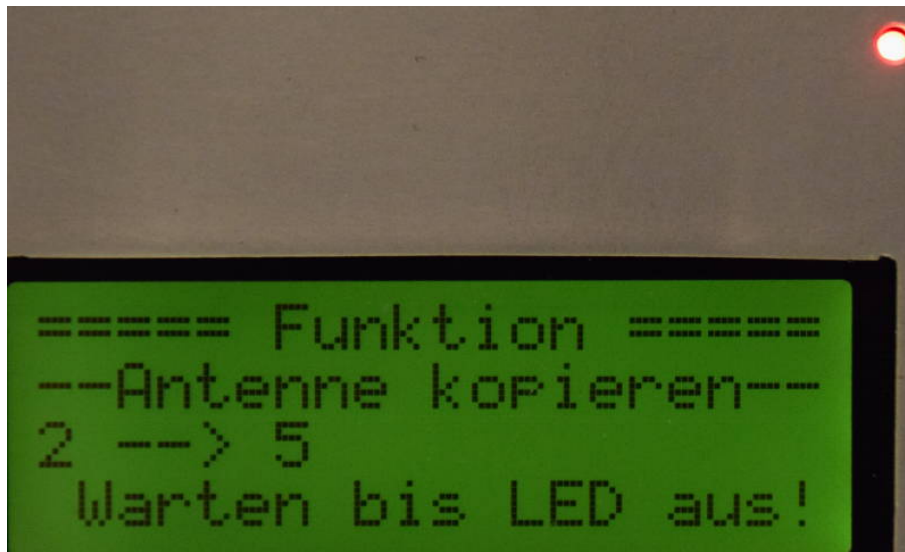 ===== Funktion =====
--Antenne kopieren--
2 --> 5
Warten bis LED aus!